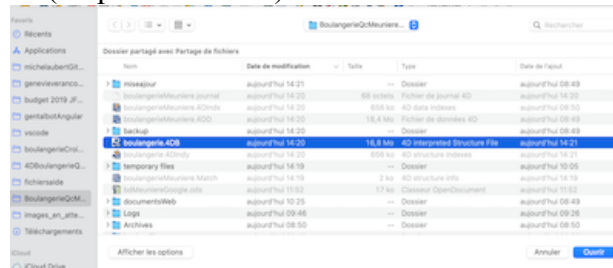 Favoris
Récents
Applications
michelaubertGit...
genevieveranco...
budget 2019 JF...
gentalbotAngular
vscode
boulangerieCroi...
4DBoulangerieQ...
fichiersaide
BoulangerieQcM...
images_en_atte...
Téléchargements
iCloud
iCloud Drive
BoulangerieQcMeuniere...
Rechercher
Dossier partagé avec Partage de fichiers
Nom Date de modification Taille Type Date de l'ajout
miseajour aujourd'hui 14:21 -- Dossier aujourd'hui 08:49
boulangerieMeuniere.journal aujourd'hui 14:20 68 octets Fichier de journal 4D aujourd'hui 14:20
boulangerieMeuniere.4DIndx aujourd'hui 14:20 656 ko 4D data indexes aujourd'hui 08:50
boulangerieMeuniere.4DD aujourd'hui 14:20 18,4 Mo Fichier de données 4D aujourd'hui 08:50
backup aujourd'hui 14:20 -- Dossier aujourd'hui 08:49
boulangerie.4DB aujourd'hui 14:20 16,8 Mo 4D interpreted Structure File aujourd'hui 14:21
boulangerie.4DIndy aujourd'hui 14:20 656 ko 4D structure indexes aujourd'hui 14:21
temporary files aujourd'hui 14:19 -- Dossier aujourd'hui 10:05
boulangerieMeuniere.Match aujourd'hui 14:19 2 ko 4D structure info aujourd'hui 14:19
bdMeuniereGoogle.ods aujourd'hui 11:52 17 ko Classeur OpenDocument aujourd'hui 11:52
documentsWeb aujourd'hui 10:25 -- Dossier aujourd'hui 08:49
Logs aujourd'hui 09:46 -- Dossier aujourd'hui 09:26
Archives aujourd'hui 08:50 -- Dossier aujourd'hui 08:50
Afficher les options Annuler Ouvrir